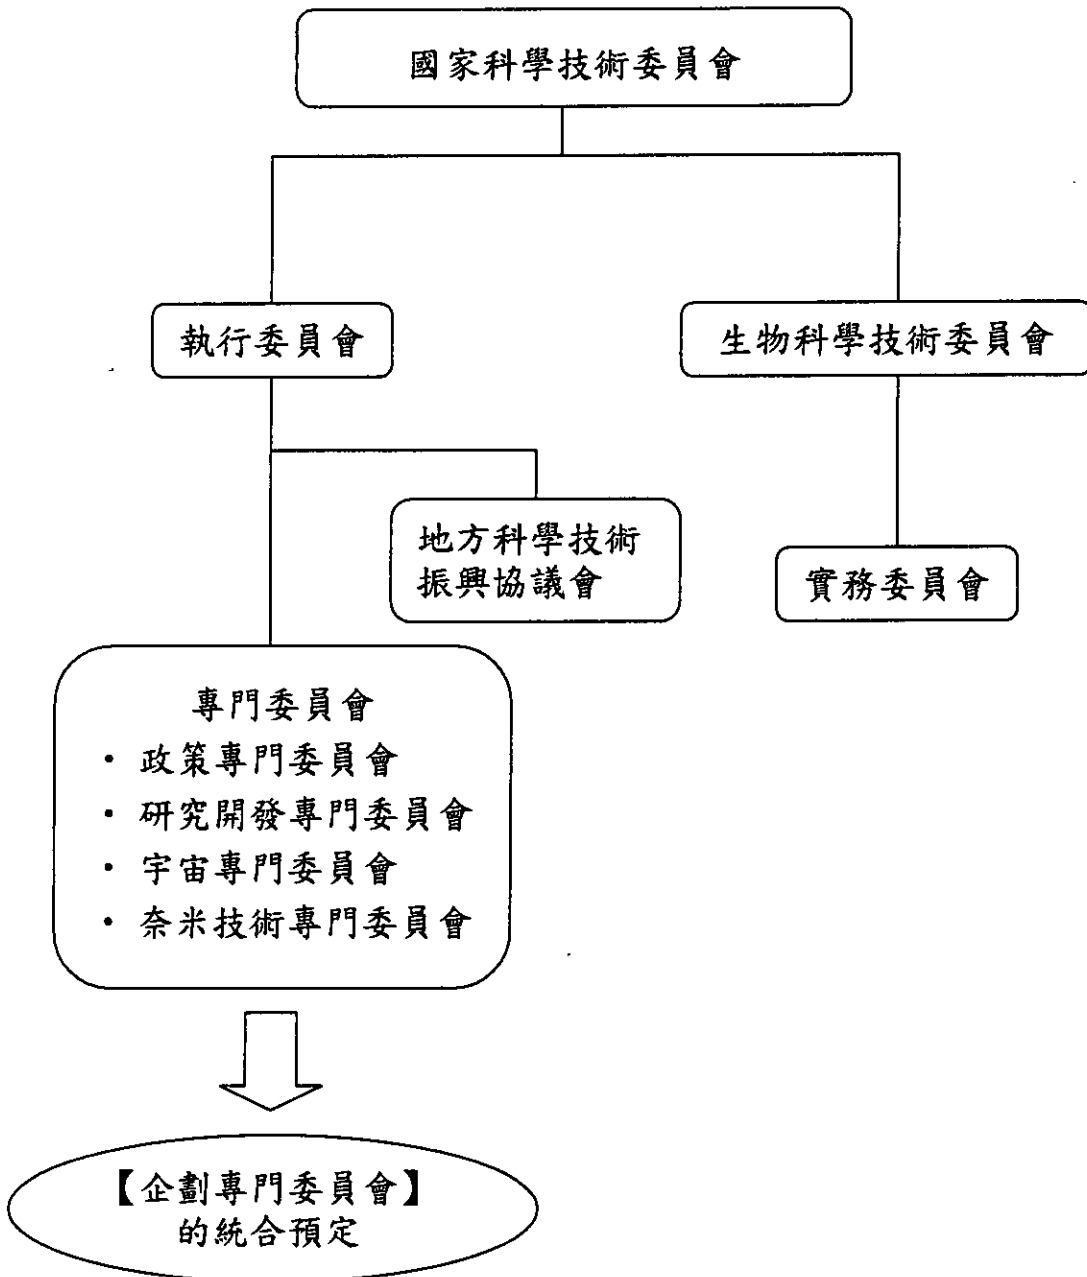 國家科學技術委員會
執行委員會
生物科學技術委員會
地方科學技術
振興協議會
實務委員會
專門委員會
・政策專門委員會
・研究開發專門委員會
・宇宙專門委員會
・奈米技術專門委員會
【企劃專門委員會】
的統合預定